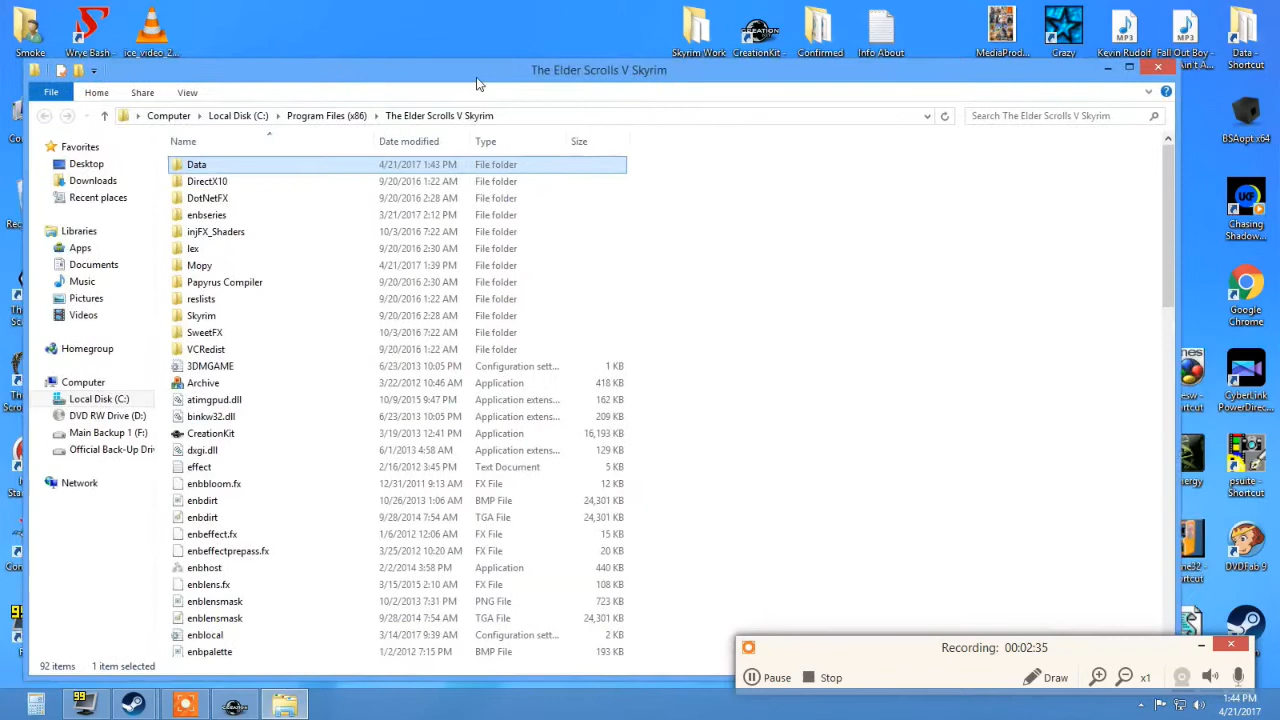 Smoke
Wrye Bash -
ice_video_2...
Skyrim Work
CreationKit -
Confirmed
Info About
MediaProd...
Crazy
Kevin Rudolf
Fall Out Boy -
Ain't A...
Data -
Shortcut
The Elder Scrolls V Skyrim
File
Home
Share
View
Computer
Local Disk (C:)
Program Files (x86)
The Elder Scrolls V Skyrim
Search The Elder Scrolls V Skyrim
Favorites
Desktop
Downloads
Recent places
Libraries
Apps
Documents
Music
Pictures
Videos
Homegroup
Computer
Local Disk (C:)
DVD RW Drive (D:)
Main Backup 1 (F:)
Official Back-Up Driv
Network
Name Date modified Type Size
Data 4/21/2017 1:43 PM File folder
DirectX10 9/20/2016 1:22 AM File folder
DotNetFX 9/20/2016 2:28 AM File folder
enbseries 3/21/2017 2:12 PM File folder
injFX_Shaders 10/3/2016 7:22 AM File folder
lex 9/20/2016 2:30 AM File folder
Mopy 4/21/2017 1:39 PM File folder
Papyrus Compiler 9/20/2016 2:30 AM File folder
reslists 9/20/2016 1:22 AM File folder
Skyrim 9/20/2016 2:28 AM File folder
SweetFX 10/3/2016 7:22 AM File folder
VCRedist 9/20/2016 1:22 AM File folder
3DMGAME 6/23/2013 10:05 PM Configuration sett... 1 KB
Archive 3/22/2012 10:46 AM Application 418 KB
atimgpud.dll 10/9/2015 9:47 PM Application extens... 162 KB
binkw32.dll 6/23/2013 10:05 PM Application extens... 209 KB
CreationKit 3/19/2013 12:41 PM Application 16,193 KB
dxgi.dll 6/1/2013 4:58 AM Application extens... 129 KB
effect 2/16/2012 3:45 PM Text Document 5 KB
enbbloom.fx 12/31/2011 9:13 AM FX File 12 KB
enbdirt 10/26/2013 1:06 AM BMP File 24,301 KB
enbdirt 9/28/2014 7:54 AM TGA File 24,301 KB
enbeffect.fx 1/6/2012 12:06 AM FX File 15 KB
enbeffectprepass.fx 3/25/2012 10:20 AM FX File 20 KB
enbhost 2/2/2014 3:58 PM Application 440 KB
enblens.fx 3/15/2015 2:10 AM FX File 108 KB
enblensmask 10/2/2013 7:31 PM PNG File 723 KB
enblensmask 9/28/2014 7:54 AM TGA File 24,301 KB
enblocal 3/14/2017 9:39 AM Configuration sett... 2 KB
enbpalette 1/2/2012 7:15 PM BMP File 193 KB
92 items
1 item selected
BSAopt x64
UKF
Chasing
Shadow...
Google
Chrome
CyberLink
PowerDirec...
psuite -
Shortcut
DVDFab 9
Steam
Recording: 00:02:35
Pause
Stop
Draw
x1
99
1:44 PM
4/21/2017